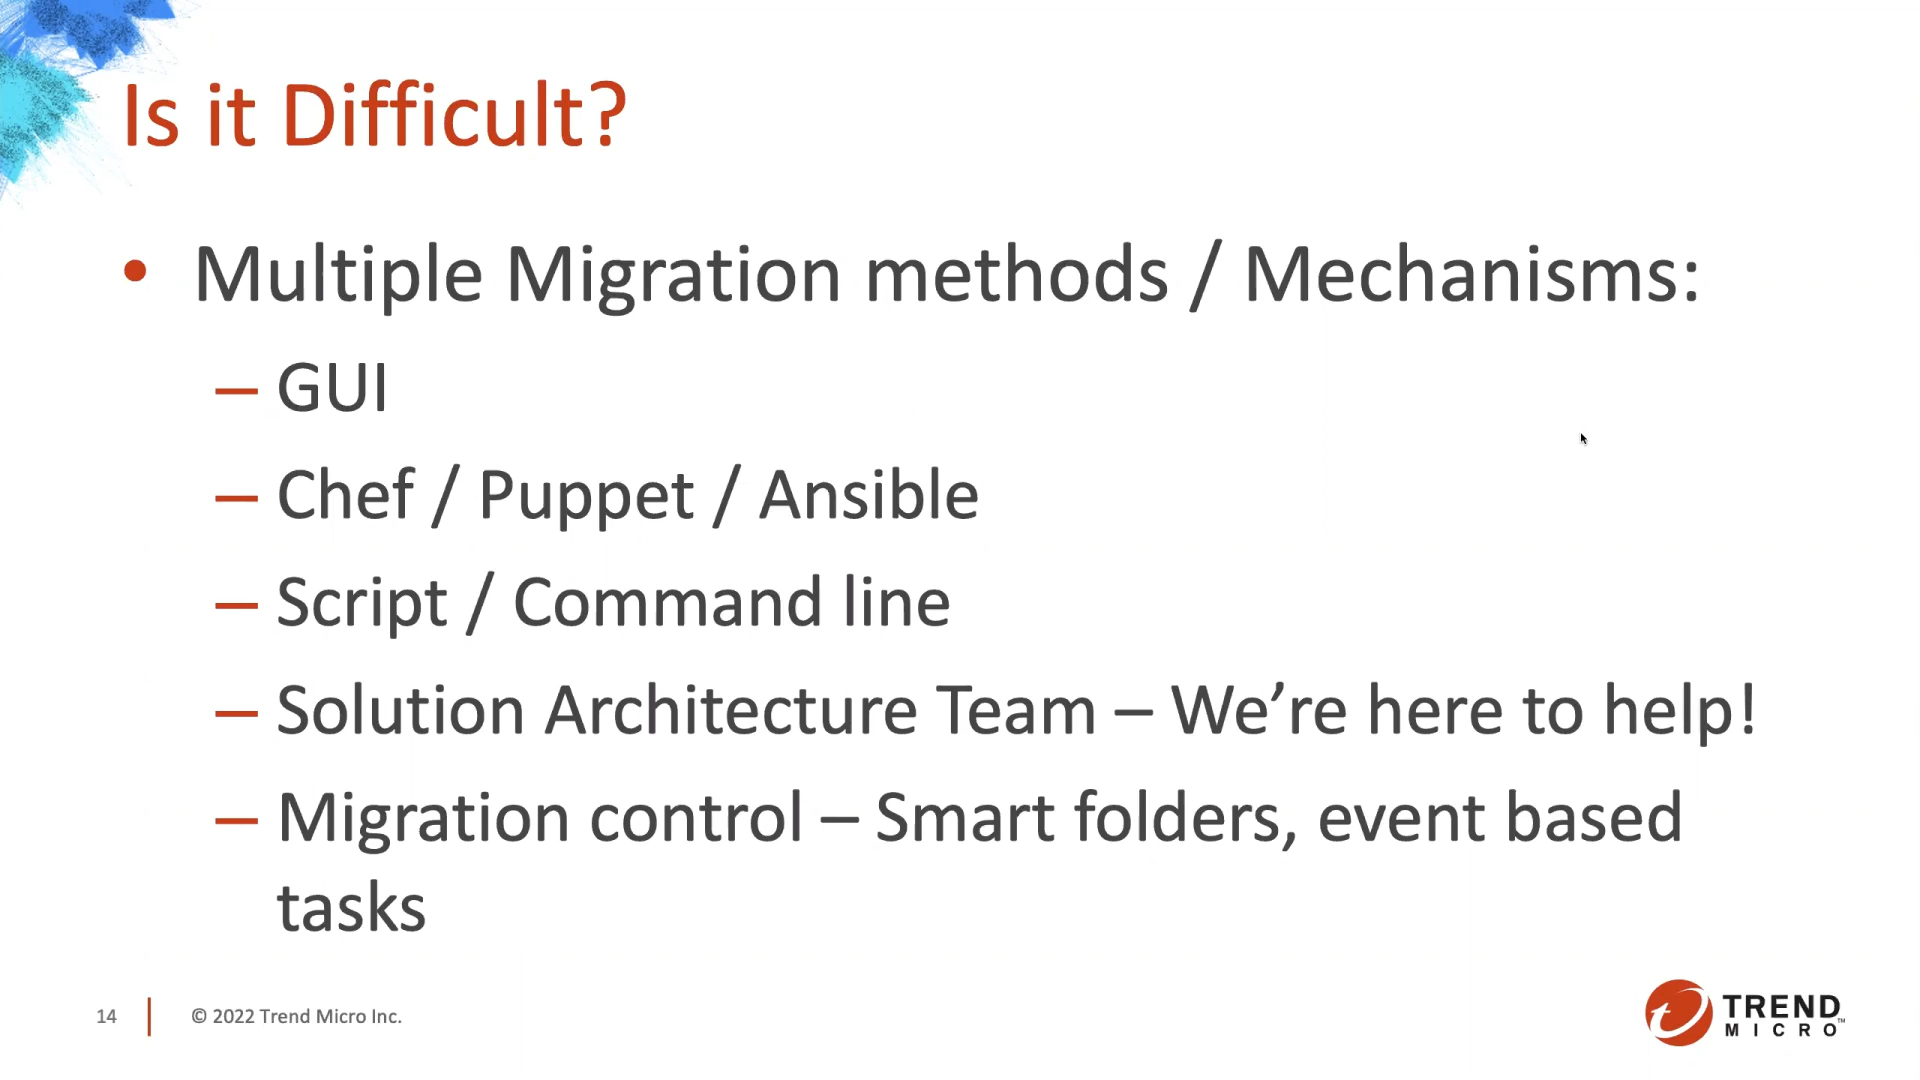 Is it Difficult?
• Multiple Migration methods / Mechanisms:
– GUI
– Chef / Puppet / Ansible
– Script / Command line
– Solution Architecture Team – We’re here to help!
– Migration control – Smart folders, event based
tasks
14
© 2022 Trend Micro Inc.
TREND
MICRO™